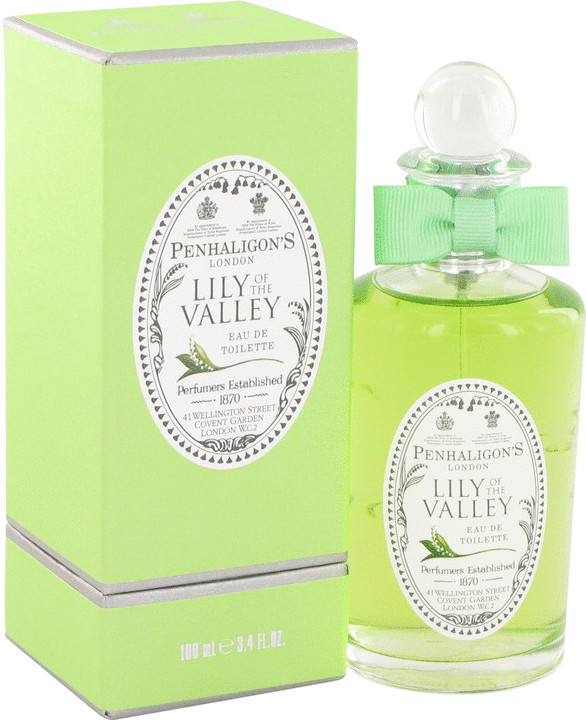 PENHALIGON'S
LONDON
LILY OF THE
VALLEY
EAU DE
TOILETTE
Perfumers Established
1870
41 WELLINGTON STREET
COVENT GARDEN
LONDON W.C.2
100 mL e 3.4 FL.OZ.
PENHALIGON'S
LONDON
LILY OF THE
VALLEY
EAU DE
TOILETTE
Perfumers Established
1870
41 WELLINGTON STREET
COVENT GARDEN
LONDON W.C.2